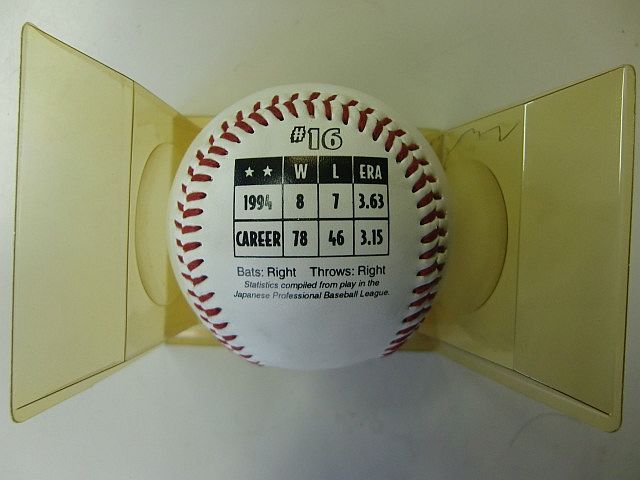 #16
★ ★ W L ERA
1994 8 7 3.63
CAREER 78 46 3.15
Bats: Right Throws: Right
Statistics compiled from play in the
Japanese Professional Baseball League.